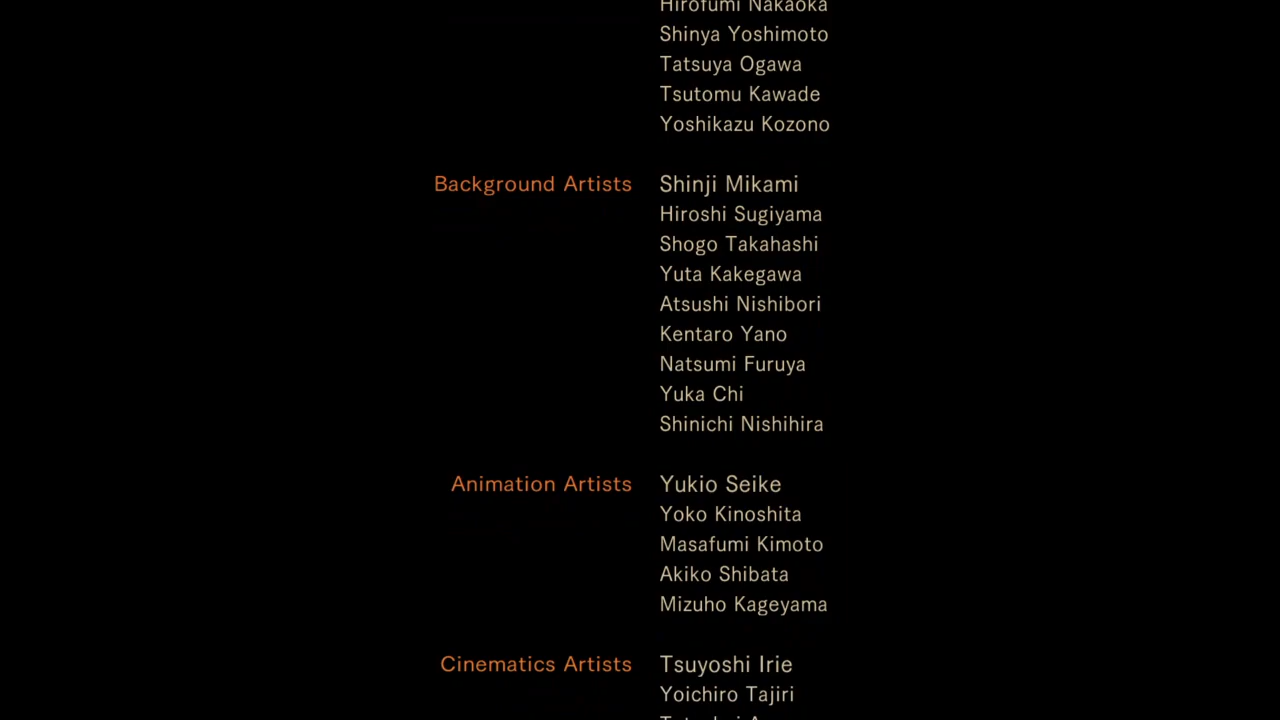 Hirofumi Nakaoka
Shinya Yoshimoto
Tatsuya Ogawa
Tsutomu Kawade
Yoshikazu Kozono
Background Artists Shinji Mikami
Hiroshi Sugiyama
Shogo Takahashi
Yuta Kakegawa
Atsushi Nishibori
Kentaro Yano
Natsumi Furuya
Yuka Chi
Shinichi Nishihira
Animation Artists Yukio Seike
Yoko Kinoshita
Masafumi Kimoto
Akiko Shibata
Mizuho Kageyama
Cinematics Artists Tsuyoshi Irie
Yoichiro Tajiri